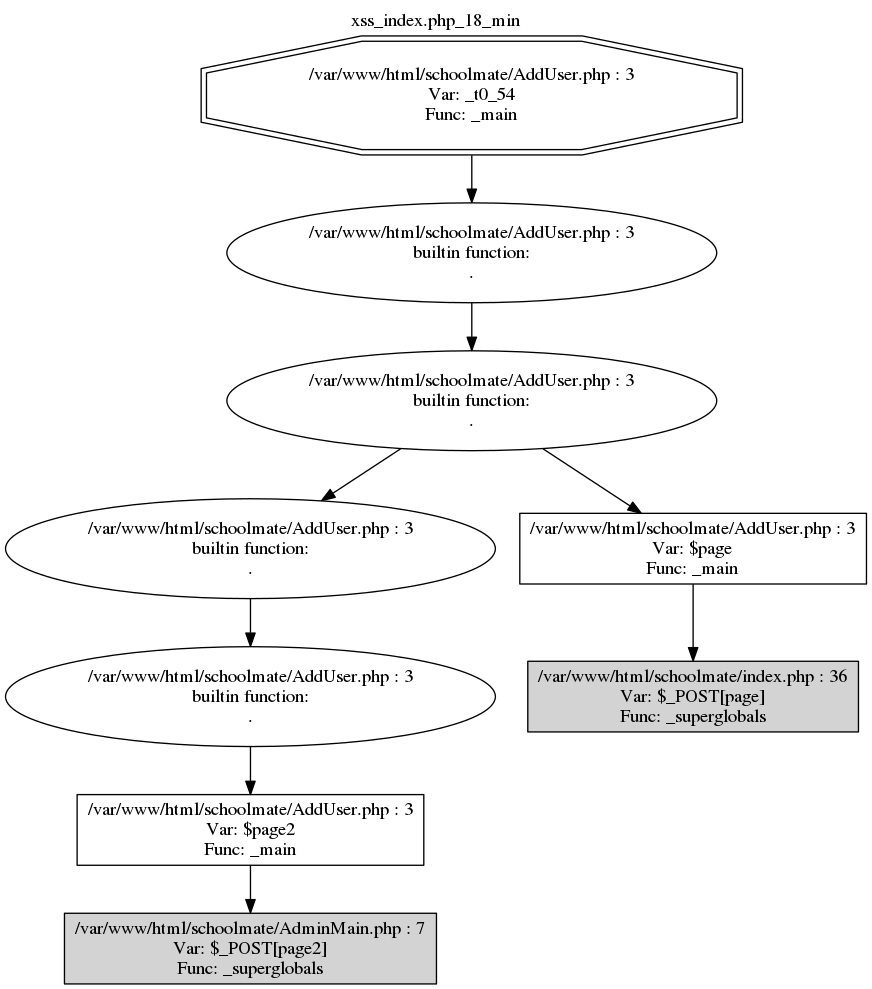 xss_index.php_18_min
/var/www/html/schoolmate/AddUser.php : 3
Var: _t0_54
Func: _main
/var/www/html/schoolmate/AddUser.php : 3
builtin function:
.
/var/www/html/schoolmate/AddUser.php : 3
builtin function:
.
/var/www/html/schoolmate/AddUser.php : 3
builtin function:
.
/var/www/html/schoolmate/AddUser.php : 3
Var: $page
Func: _main
/var/www/html/schoolmate/AddUser.php : 3
builtin function:
.
/var/www/html/schoolmate/index.php : 36
Var: $_POST[page]
Func: _superglobals
/var/www/html/schoolmate/AddUser.php : 3
Var: $page2
Func: _main
/var/www/html/schoolmate/AdminMain.php : 7
Var: $_POST[page2]
Func: _superglobals